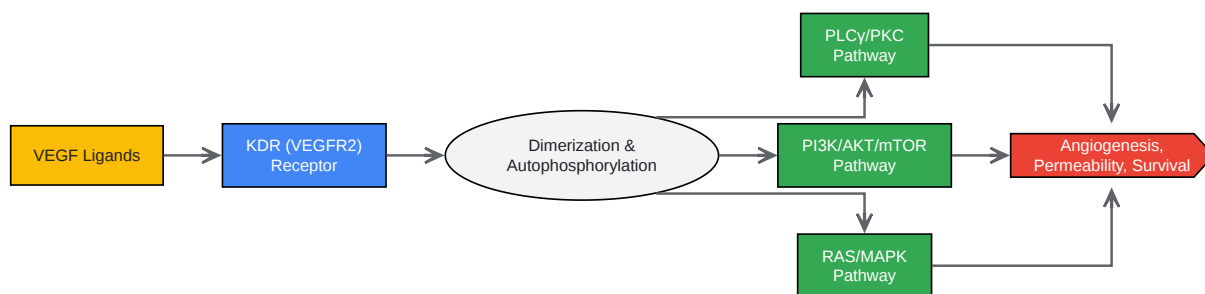 PLCγ/PKC
Pathway
VEGF Ligands
KDR (VEGFR2)
Receptor
Dimerization &
Autophosphorylation
PI3K/AKT/mTOR
Pathway
Angiogenesis,
Permeability, Survival
RAS/MAPK
Pathway